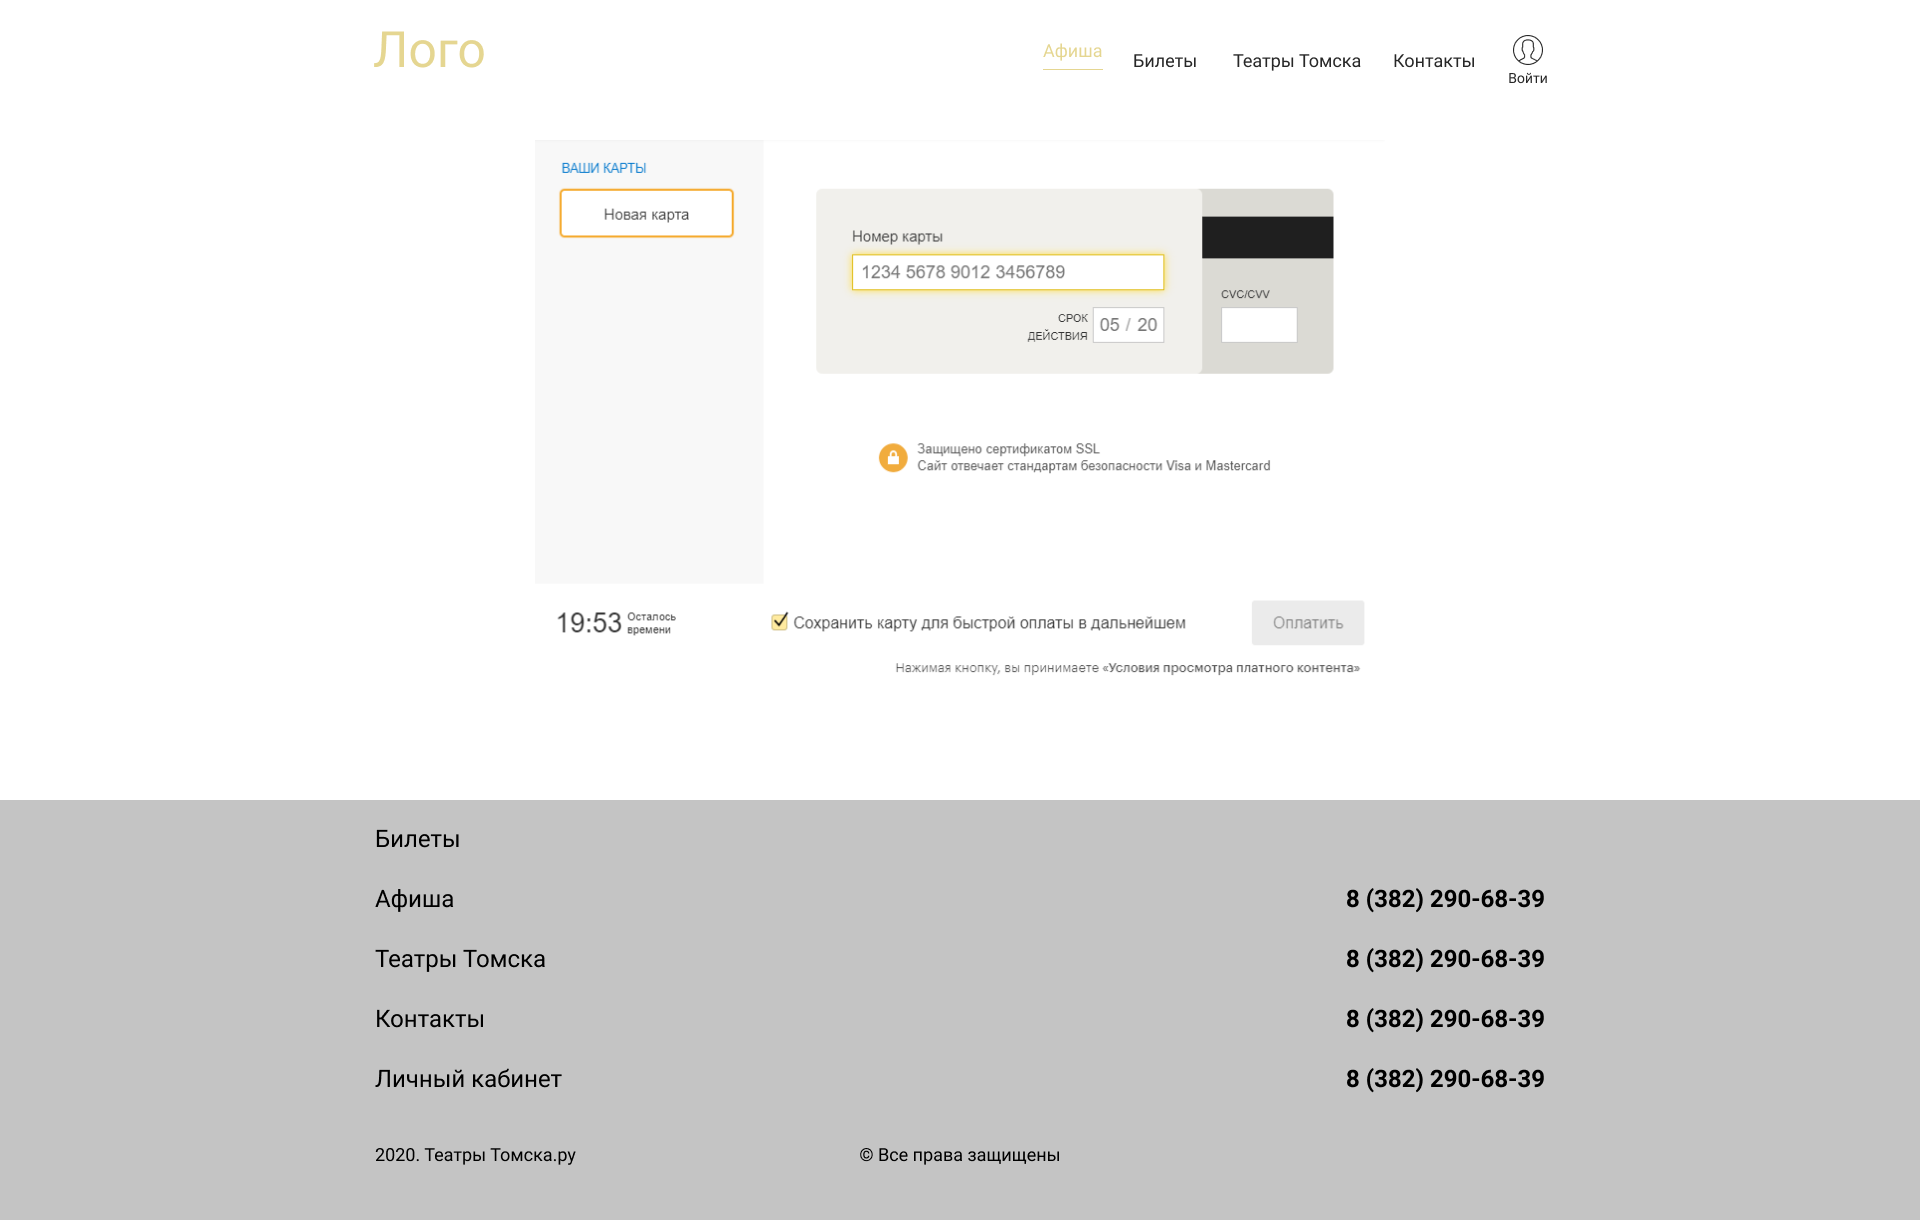 Лого
Афиша
Билеты
Театры Томска
Контакты
Войти
ВАШИ КАРТЫ
Новая карта
Номер карты
1234 5678 9012 3456789
СРОК
ДЕЙСТВИЯ
05 / 20
CVC/CVV
Защищено сертификатом SSL
Сайт отвечает стандартам безопасности Visa и Mastercard
19:53
Осталось
времени
Сохранить карту для быстрой оплаты в дальнейшем
Оплатить
Нажимая кнопку, вы принимаете «Условия просмотра платного контента»
Билеты
Афиша
8 (382) 290-68-39
Театры Томска
8 (382) 290-68-39
Контакты
8 (382) 290-68-39
Личный кабинет
8 (382) 290-68-39
2020. Театры Томска.ру
© Все права защищены